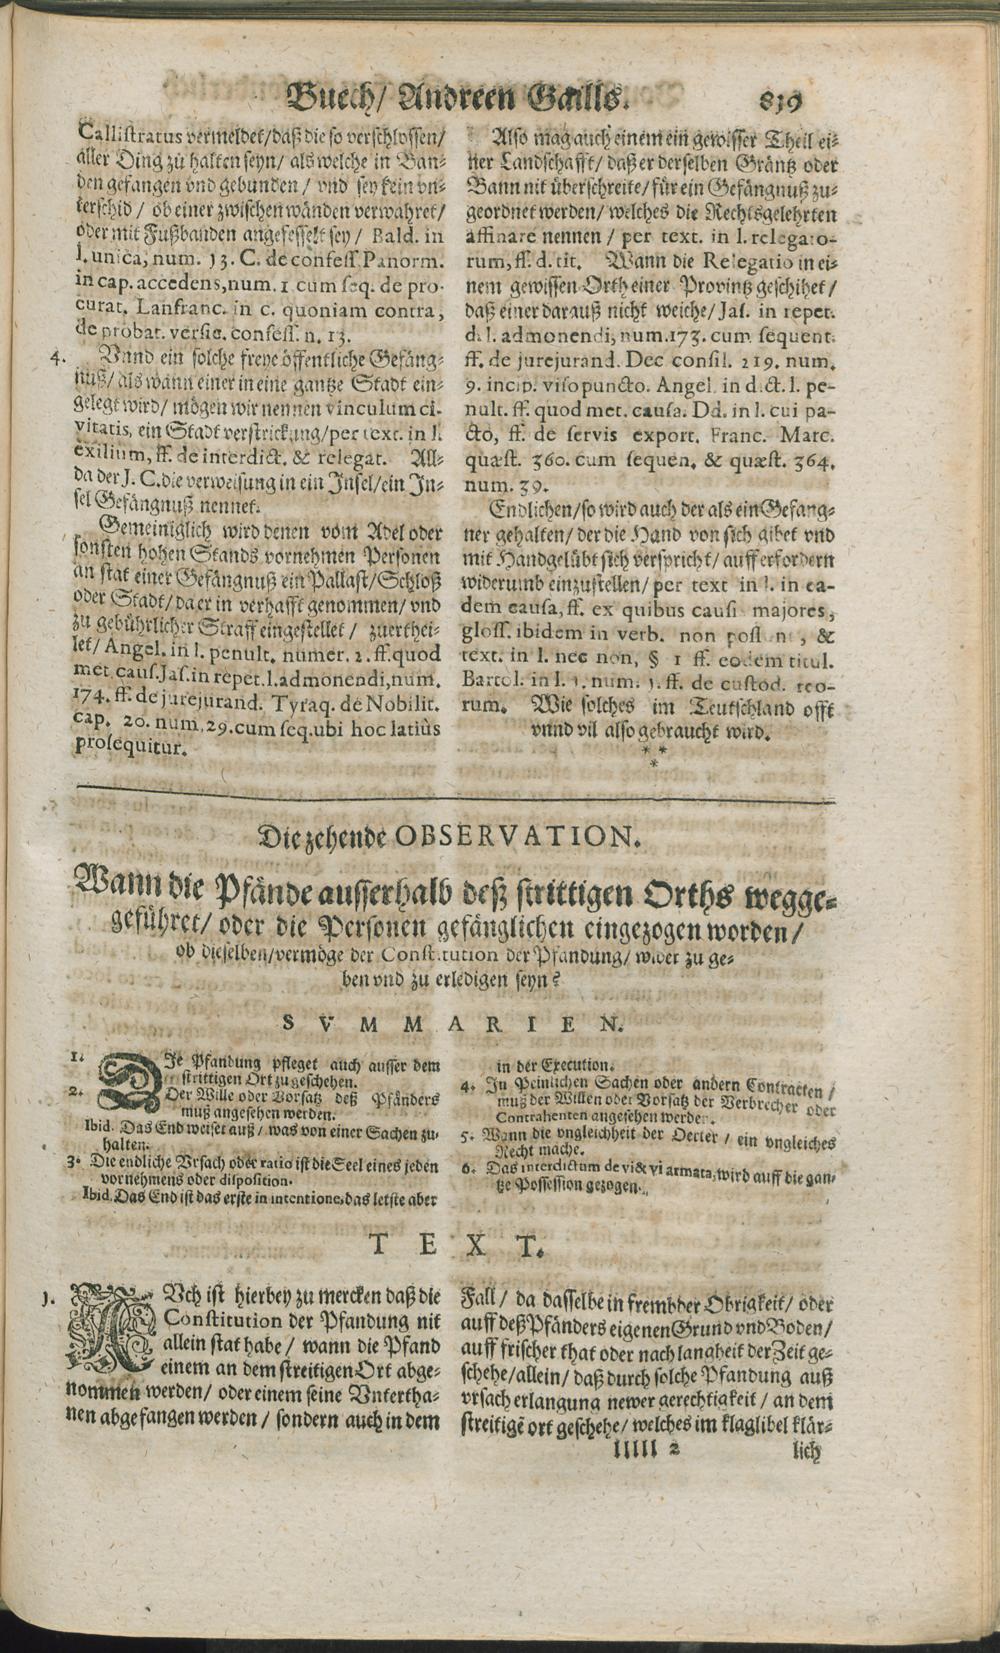 Buech/ Andreen Gaills.
819
Callistratus vermeldet/daß die so verschlossen/
aller Ding zu halten seyn/ als welche in Ban-
den gefangen vnd gebunden / vnd sey kein vn-
terschid / ob einer zwischen wänden verwahret/
oder mit Fußbanden angefesselt sey / Bald. in
l. unica, num. 13. C. de confess. Panorm.
in cap. accedens, num. 1 cum seq. de pro-
curat. Lanfranc. in c. quoniam contra,
de probat. versic. confess. n. 13.
4. Vnnd ein solche freye öffentliche Gefäng-
nuß/ als wann einer in eine gantze Stadt ein-
gelegt wird/ mögen wir nennen vinculum ci-
vitatis, ein Stadtverstrickung/per text. in l.
exilium, ff. de interdict. & relegat. All-
da der J. C. die verweisung in ein Insel/ein In-
sel Gefängnuß nennet.
Gemeiniglich wird denen vom Adel oder
sonsten hohen Stands vornehmen Personen
an stat einer Gefängnuß ein Pallast/Schloß
oder Stadt/ da er in verhafft genommen/ vnd
zu gebührlicher Straff eingestellet / zuerthei-
let/ Angel. in l. penult. numer. 2. ff. quod
met. caus. Jas. in repet. l. admonendi, num.
174. ff. de jurejurand. Tyraq. de Nobilit.
cap. 20. num. 29. cum seq. ubi hoc latiùs
prosequitur.
Also mag auch einem ein gewisser Theil ei-
ner Landschafft/ daß er derselben Gräntz oder
Bann nit überschreite/ für ein Gefängnuß zu-
geordnet werden/ welches die Rechtsgelehrten
affinare nennen / per text. in l. relegato-
rum, ff. d. tit. Wann die Relegatio in ei-
nem gewissen Orth einer Provintz geschihet/
daß einer darauß nicht weiche/ Jas. in repet.
d. l. admonendi, num. 173. cum sequent.
ff. de jurejurand. Dec consil. 219. num.
9. incip. viso puncto. Angel in dict. l. pe-
nult. ff. quod met. causa. Dd. in l. cui pa-
cto, ff. de servis export. Franc. Marc.
quæst. 360. cum sequen. & quæst. 364.
num. 39.
Endlichen/ so wird auch der als ein Gefang-
ner gehalten/ der die Hand von sich gibet vnd
mit Handgelübt sich verspricht/ auff erfordern
widerumb einzustellen/ per text in l. in ea-
dem causa, ff. ex quibus causi majores,
gloss. ibidem in verb. non & 
text. in l. nec non, § 1 ff. eodem titul.
Bartol. in l. 1. num. 1. ff. de custod. reo-
rum. Wie solches im Teutschland offt
vnnd vil also gebraucht wird.
* *
*
Die zehende OBSERVATION.
Wann die Pfände ausserhalb deß strittigen Orths wegge-
geführet/ oder die Personen gefänglichen eingezogen worden/
ob dieselben/vermöge der Constitution der Pfandung/ wider zu ge-
ben vnd zu erledigen seyn?
SVMMARIEN.
1. DIe Pfandung pfleget auch ausser dem
strittigen Ort zu geschehen.
2. Der Wille oder Vorsatz deß Pfänders
muß angesehen werden.
Ibid. Das End weiset auß / was von einer Sachen zu-
halten.
3. Die endliche Vrsach oder ratio ist die Seel eines jeden
vornehmens oder disposition.
Ibid. Das End ist das erste in intentione, das letste aber
in der Execution.
4. In Peinlichen Sachen oder andern Contracten /
muß der Willen oder Vorsatz der Verbrecher oder
Contrahenten angesehen werden.
5. Wann die vngleichheit der Oerter / ein vngleiches
Recht mache.
6. Das interdictum de vi & vi armata, wird auff die gan-
tze Possession gezogen.
TEXT.
1. AVch ist hierbey zu mercken daß die
Constitution der Pfandung nit
allein stat habe / wann die Pfand
einem an dem streitigen Ort abge-
nommen werden/ oder einem seine Vntertha-
nen abgefangen werden / sondern auch in dem
Fall / da dasselbe in frembder Obrigkeit/ oder
auff deß Pfänders eigenen Grund vnd Boden/
auff frischer that oder nach langheit der Zeit ge-
schehe/allein/ daß durch solche Pfandung auß
vrsach erlangung newer gerechtigkeit / an dem
streitigē ort geschehe/ welches im klaglibel klär-
lllll 2
lich